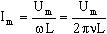 I_m = U_m / ωL = U_m / 2πνL